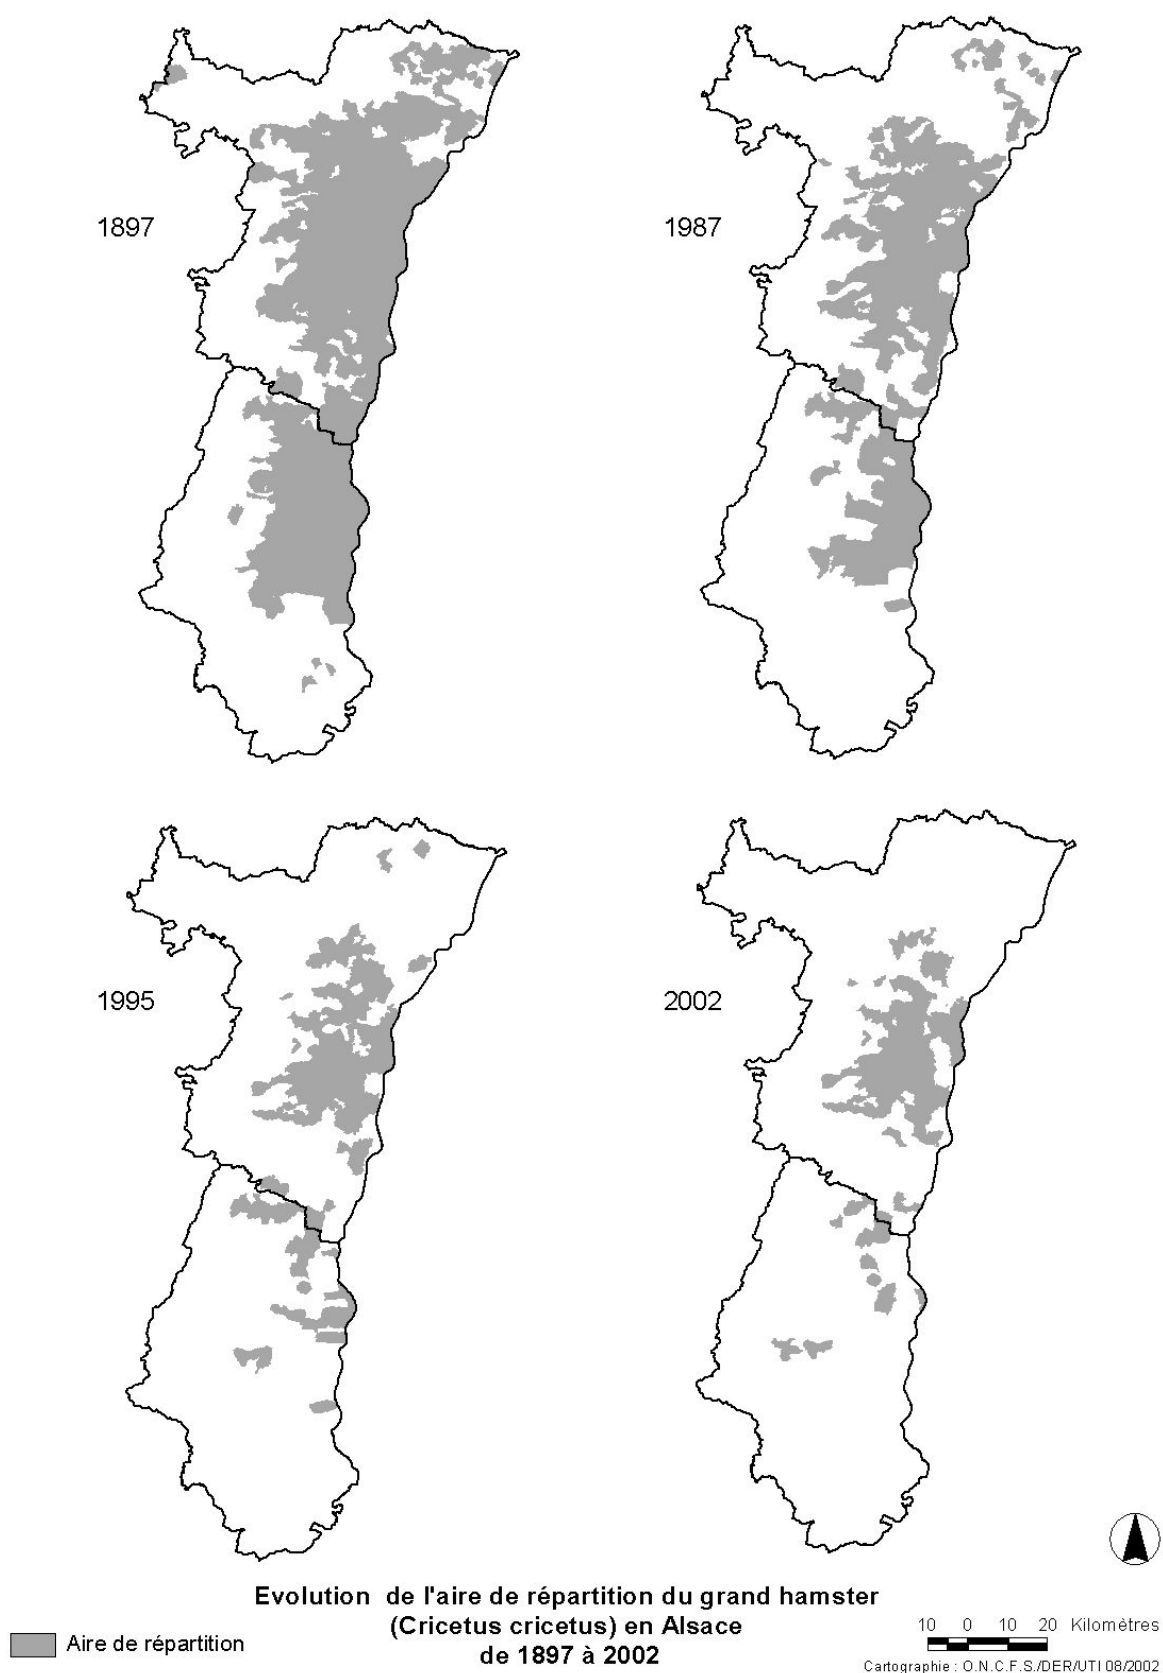 1897
1987
1995
2002
Evolution de l'aire de répartition du grand hamster
(Cricetus cricetus) en Alsace
de 1897 à 2002
Aire de répartition
10 0 10 20 Kilomètres
Cartographie : O.N.C.F.S./DER/UTI 08/2002